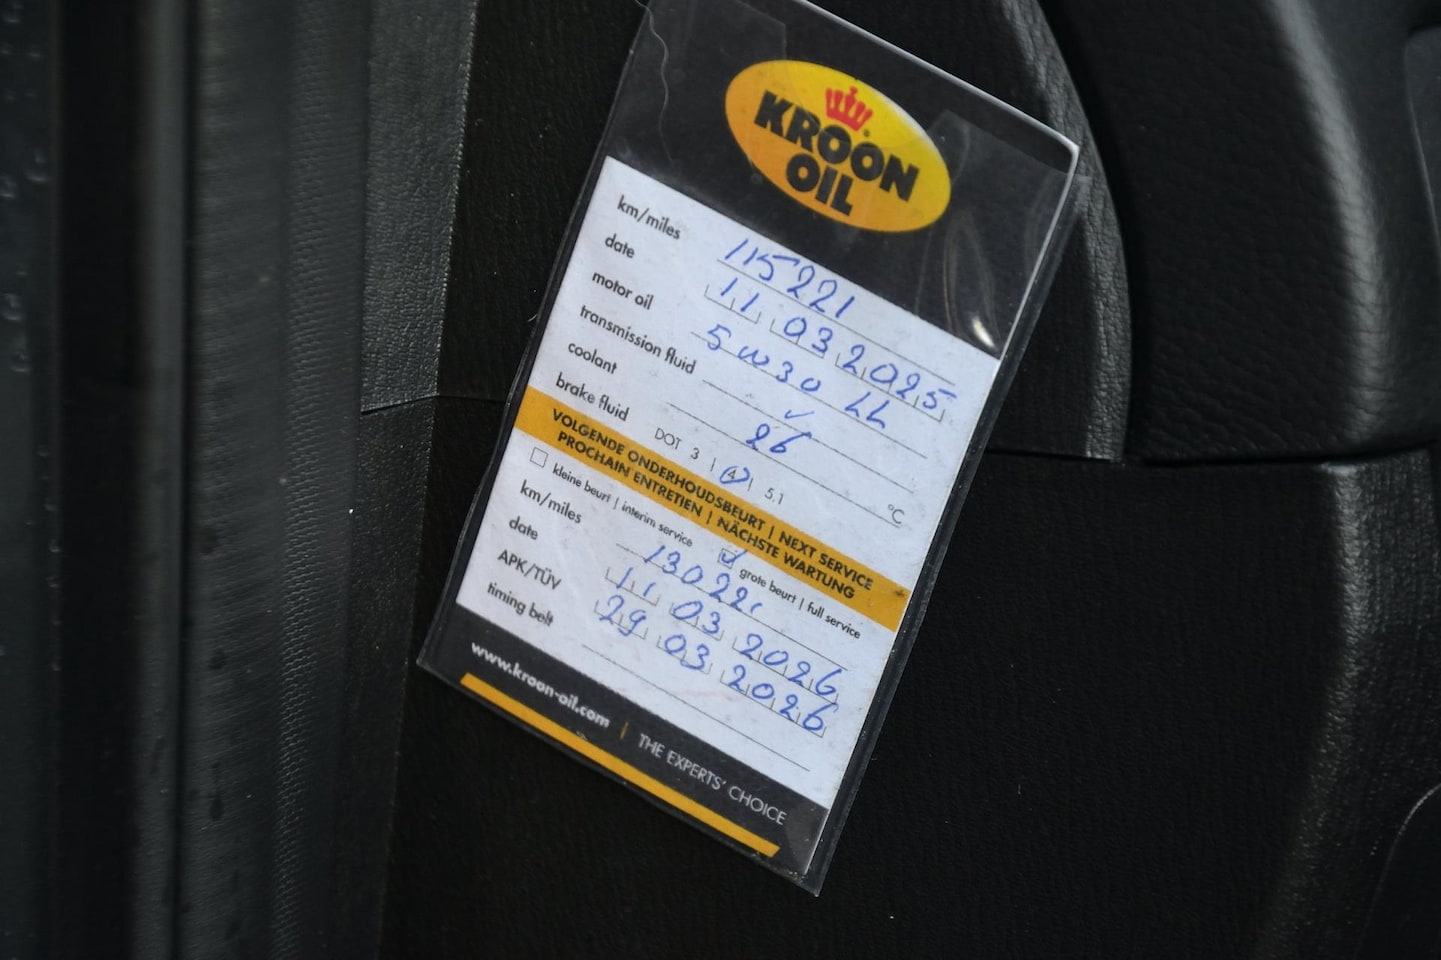 KROON
OIL
km/miles 115221
date 11 03 2025
motor oil 5w30 LL
transmission fluid ✓
coolant 26 °C
brake fluid DOT 3 | 4 | 5.1
VOLGENDE ONDERHOUDSBEURT | NEXT SERVICE
PROCHAIN ENTRETIEN | NÄCHSTE WARTUNG
kleine beurt | interim service ✓ grote beurt | full service
km/miles 130221
date 11 03 2026
APK/TÜV 29 03 2026
timing belt
www.kroon-oil.com | THE EXPERTS' CHOICE